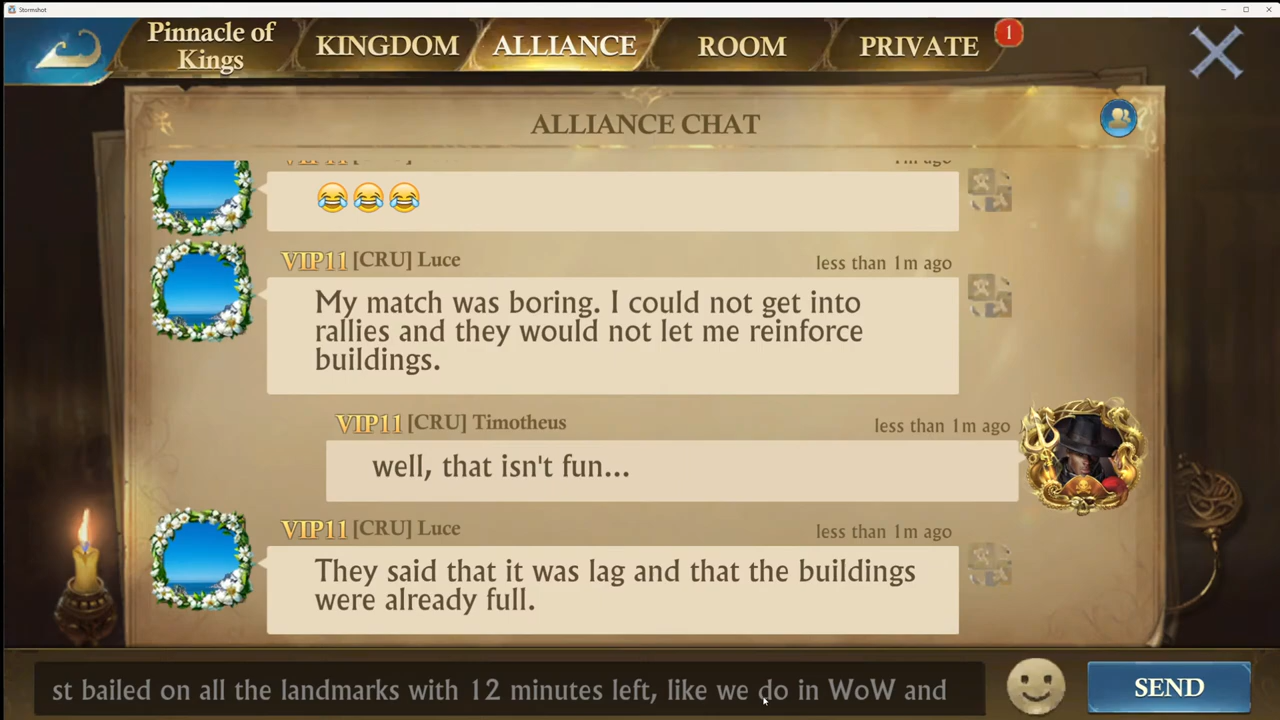 Stormshot
Pinnacle of
Kings
KINGDOM
ALLIANCE
ROOM
PRIVATE
1
ALLIANCE CHAT
1m ago
😂😂😂
VIP11 [CRU] Luce
less than 1m ago
My match was boring. I could not get into
rallies and they would not let me reinforce
buildings.
VIP11 [CRU] Timotheus
less than 1m ago
well, that isn't fun...
VIP11 [CRU] Luce
less than 1m ago
They said that it was lag and that the buildings
were already full.
st bailed on all the landmarks with 12 minutes left, like we do in WoW and
SEND